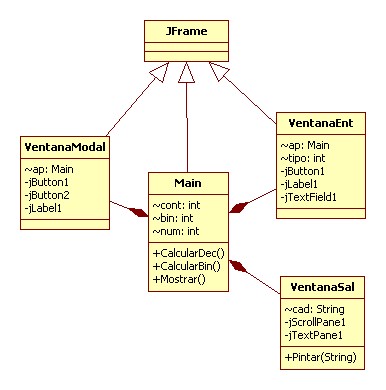 JFrame
VentanaModal
~ap: Main
-jButton1
-jButton2
-jLabel1
Main
~cont: int
~bin: int
~num: int
+CalcularDec()
+CalcularBin()
+Mostrar()
VentanaEnt
~ap: Main
~tipo: int
-jButton1
-jLabel1
-jTextField1
VentanaSal
~cad: String
-jScrollPane1
-jTextPane1
+Pintar(String)